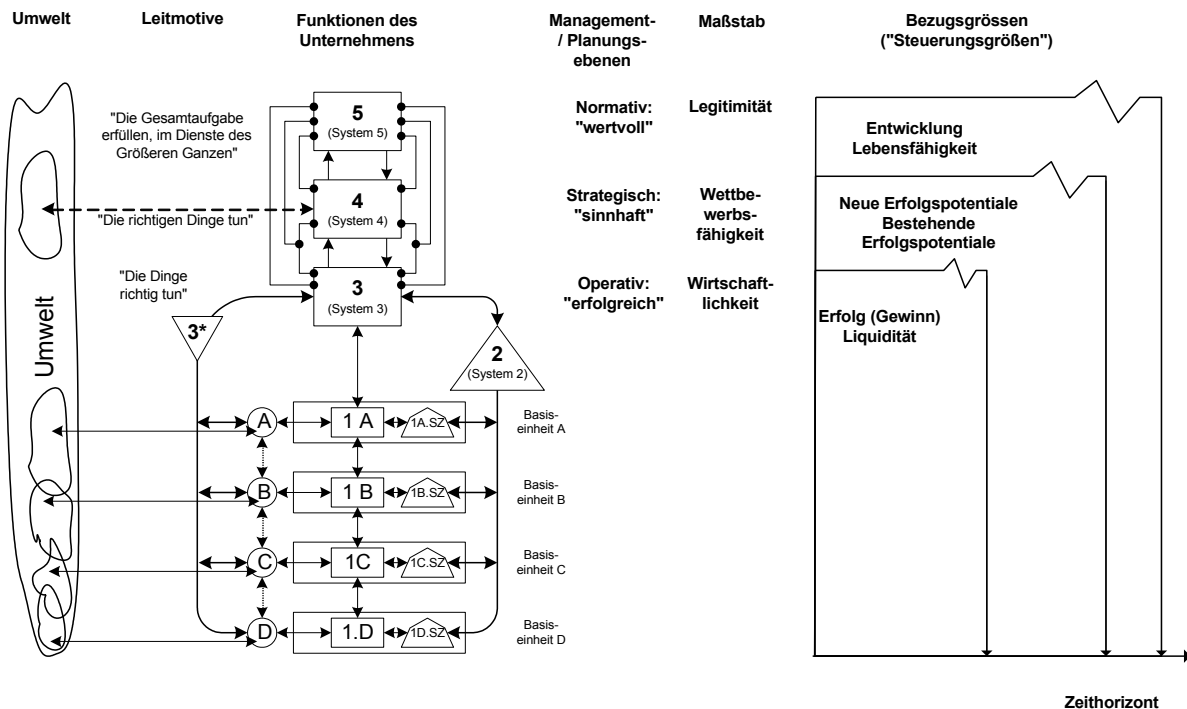 Umwelt
Leitmotive
Funktionen des
Unternehmens
Management-
/ Planungs-
ebenen
Maßstab
Bezugsgrössen
("Steuerungsgrößen")
"Die Gesamtaufgabe
erfüllen, im Dienste des
Größeren Ganzen"
5
(System 5)
Normativ:
"wertvoll"
Legitimität
Entwicklung
Lebensfähigkeit
"Die richtigen Dinge tun"
4
(System 4)
Strategisch:
"sinnhaft"
Wettbe-
werbs-
fähigkeit
Neue Erfolgspotentiale
Bestehende
Erfolgspotentiale
"Die Dinge
richtig tun"
3
(System 3)
Operativ:
"erfolgreich"
Wirtschaft-
lichkeit
Erfolg (Gewinn)
Liquidität
3*
2
(System 2)
Umwelt
A
1 A
1A.SZ
Basis-
einheit A
B
1 B
1B.SZ
Basis-
einheit B
C
1C
1C.SZ
Basis-
einheit C
D
1.D
1D.SZ
Basis-
einheit D
Zeithorizont